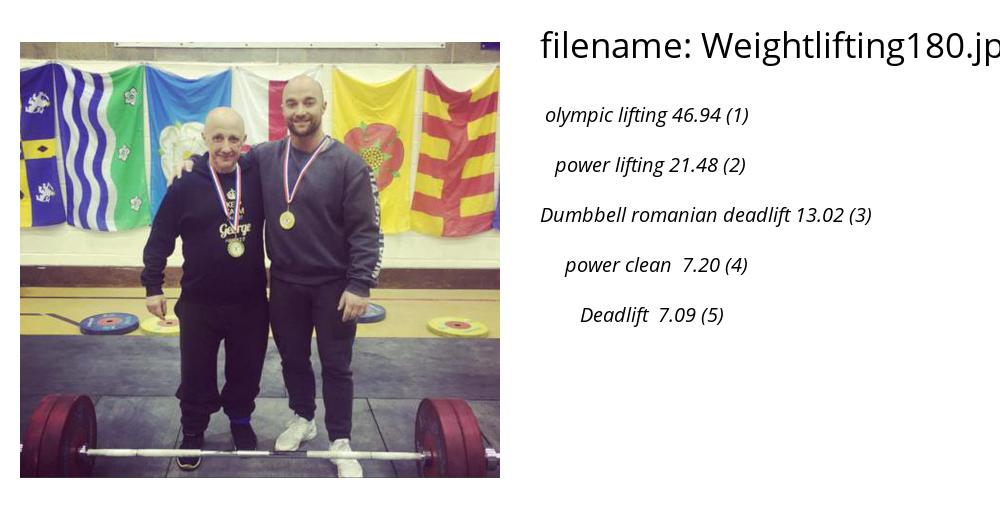 filename: Weightlifting180.jp
olympic lifting 46.94 (1)
power lifting 21.48 (2)
Dumbbell romanian deadlift 13.02 (3)
power clean 7.20 (4)
Deadlift 7.09 (5)
George